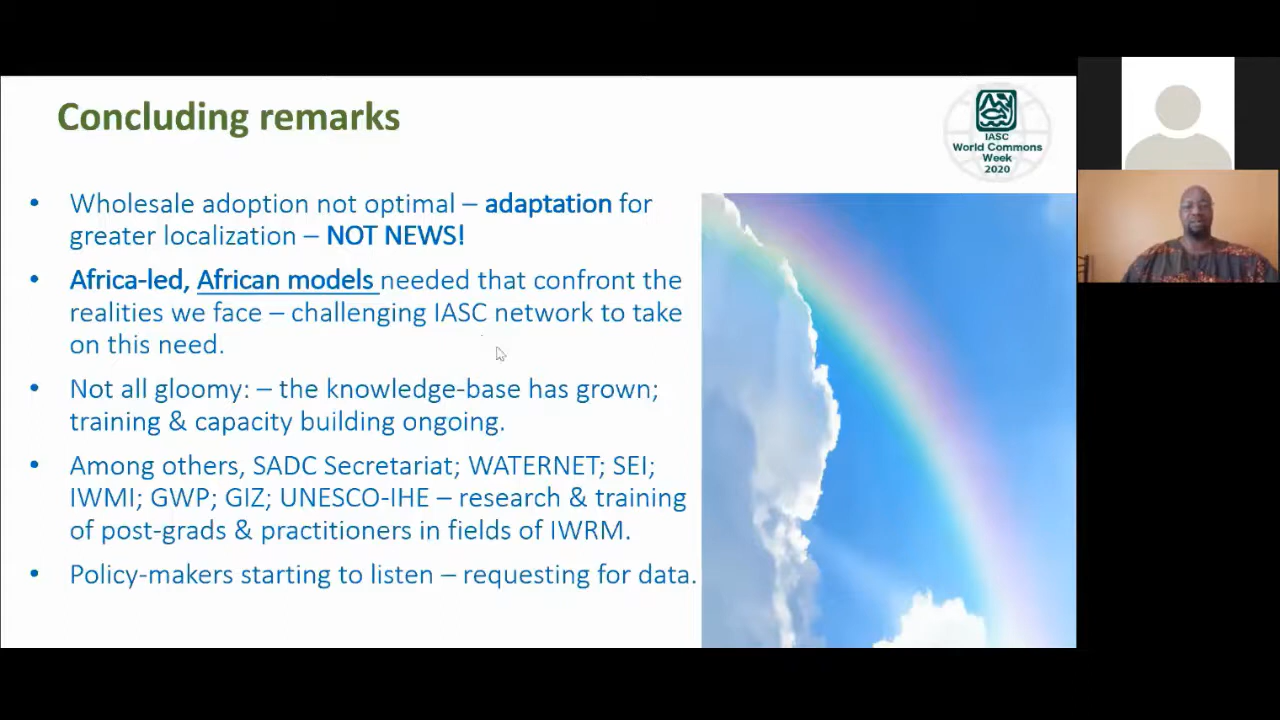 Concluding remarks
IASC
World Commons
Week
2020
• Wholesale adoption not optimal – adaptation for
greater localization – NOT NEWS!
• Africa-led, African models needed that confront the
realities we face – challenging IASC network to take
on this need.
• Not all gloomy: – the knowledge-base has grown;
training & capacity building ongoing.
• Among others, SADC Secretariat; WATERNET; SEI;
IWMI; GWP; GIZ; UNESCO-IHE – research & training
of post-grads & practitioners in fields of IWRM.
• Policy-makers starting to listen – requesting for data.